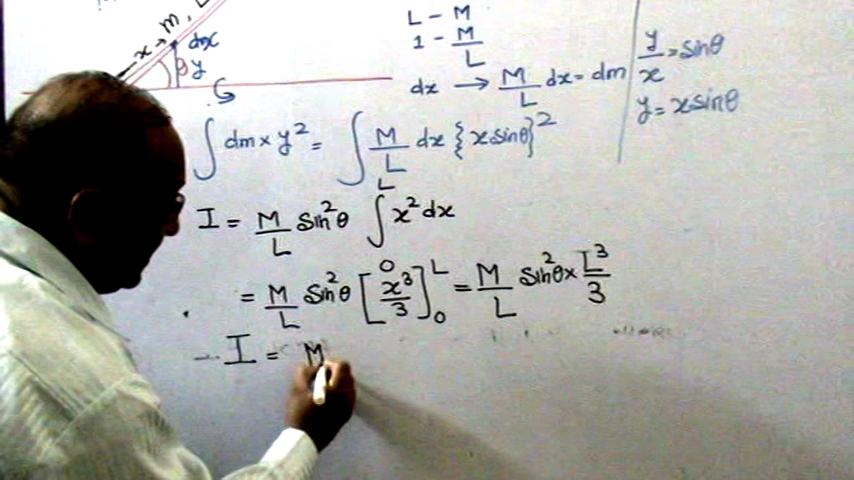 x → m, L
dx
θ y
L - M
1 - M/L
dx → M/L dx = dm
y/x = sinθ
y = x sinθ
∫ dm × y² = ∫ M/L dx {x sinθ}²
I = M/L sin²θ ∫₀ᴸ x² dx
= M/L sin²θ [x³/3]₀ᴸ = M/L sin²θ × L³/3
I = M